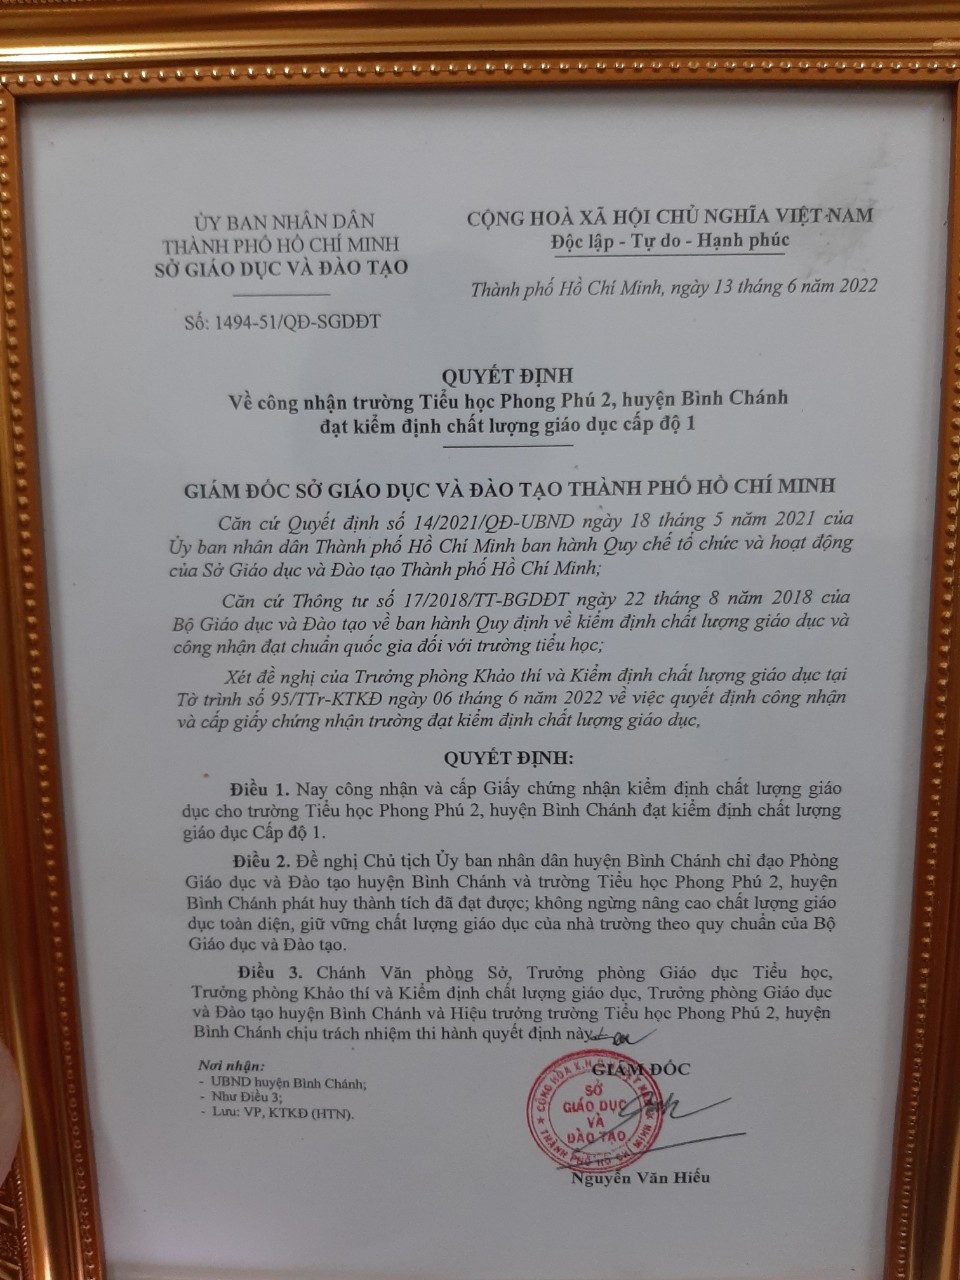 ỦY BAN NHÂN DÂN
THÀNH PHỐ HỒ CHÍ MINH
SỞ GIÁO DỤC VÀ ĐÀO TẠO
Số: 1494-51/QĐ-SGDĐT
CỘNG HOÀ XÃ HỘI CHỦ NGHĨA VIỆT NAM
Độc lập - Tự do - Hạnh phúc
Thành phố Hồ Chí Minh, ngày 13 tháng 6 năm 2022
QUYẾT ĐỊNH
Về công nhận trường Tiểu học Phong Phú 2, huyện Bình Chánh
đạt kiểm định chất lượng giáo dục cấp độ 1
GIÁM ĐỐC SỞ GIÁO DỤC VÀ ĐÀO TẠO THÀNH PHỐ HỒ CHÍ MINH
Căn cứ Quyết định số 14/2021/QĐ-UBND ngày 18 tháng 5 năm 2021 của
Ủy ban nhân dân Thành phố Hồ Chí Minh ban hành Quy chế tổ chức và hoạt động
của Sở Giáo dục và Đào tạo Thành phố Hồ Chí Minh;
Căn cứ Thông tư số 17/2018/TT-BGDĐT ngày 22 tháng 8 năm 2018 của
Bộ Giáo dục và Đào tạo về ban hành Quy định về kiểm định chất lượng giáo dục và
công nhận đạt chuẩn quốc gia đối với trường tiểu học;
Xét đề nghị của Trưởng phòng Khảo thí và Kiểm định chất lượng giáo dục tại
Tờ trình số 95/TTr-KTKĐ ngày 06 tháng 6 năm 2022 về việc quyết định công nhận
và cấp giấy chứng nhận trường đạt kiểm định chất lượng giáo dục,
QUYẾT ĐỊNH:
Điều 1. Nay công nhận và cấp Giấy chứng nhận kiểm định chất lượng giáo
dục cho trường Tiểu học Phong Phú 2, huyện Bình Chánh đạt kiểm định chất lượng
giáo dục Cấp độ 1.
Điều 2. Đề nghị Chủ tịch Ủy ban nhân dân huyện Bình Chánh chỉ đạo Phòng
Giáo dục và Đào tạo huyện Bình Chánh và trường Tiểu học Phong Phú 2, huyện
Bình Chánh phát huy thành tích đã đạt được; không ngừng nâng cao chất lượng giáo
dục toàn diện, giữ vững chất lượng giáo dục của nhà trường theo quy chuẩn của Bộ
Giáo dục và Đào tạo.
Điều 3. Chánh Văn phòng Sở, Trưởng phòng Giáo dục Tiểu học,
Trưởng phòng Khảo thí và Kiểm định chất lượng giáo dục, Trưởng phòng Giáo dục
và Đào tạo huyện Bình Chánh và Hiệu trưởng trường Tiểu học Phong Phú 2, huyện
Bình Chánh chịu trách nhiệm thi hành quyết định này
Nơi nhận:
- UBND huyện Bình Chánh;
- Như Điều 3;
- Lưu: VP, KTKĐ (HTN).
GIÁM ĐỐC
SỞ
GIÁO DỤC
VÀ
ĐÀO TẠO
THÀNH PHỐ HỒ CHÍ MINH
Nguyễn Văn Hiếu